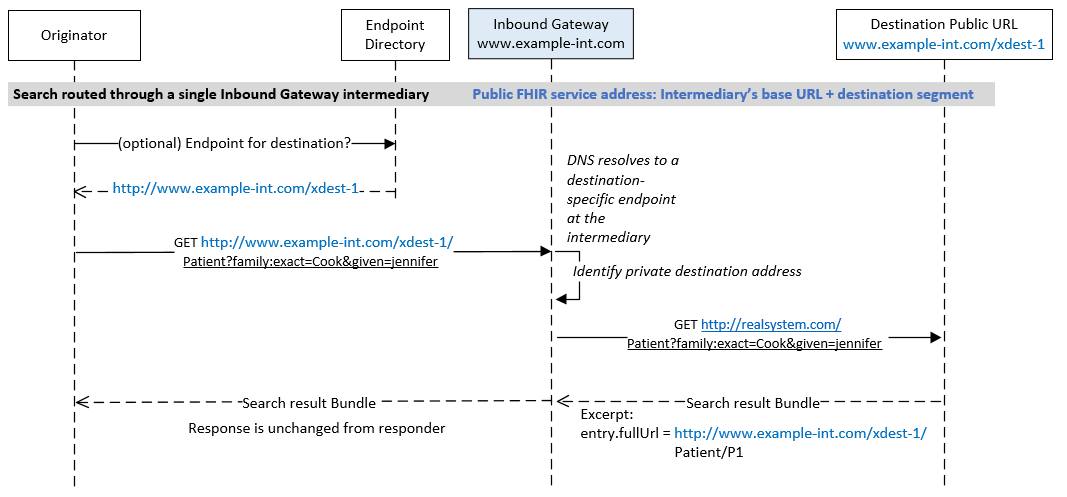 Originator
Endpoint
Directory
Inbound Gateway
www.example-int.com
Destination Public URL
www.example-int.com/xdest-1
Search routed through a single Inbound Gateway intermediary
Public FHIR service address: Intermediary's base URL + destination segment
(optional) Endpoint for destination?
DNS resolves to a
destination-
specific endpoint
at the
intermediary
http://www.example-int.com/xdest-1
GET http://www.example-int.com/xdest-1/
Patient?family:exact=Cook&given=jennifer
Identify private destination address
GET http://realsystem.com/
Patient?family:exact=Cook&given=jennifer
Search result Bundle
Response is unchanged from responder
Search result Bundle
Excerpt:
entry.fullUrl = http://www.example-int.com/xdest-1/
Patient/P1